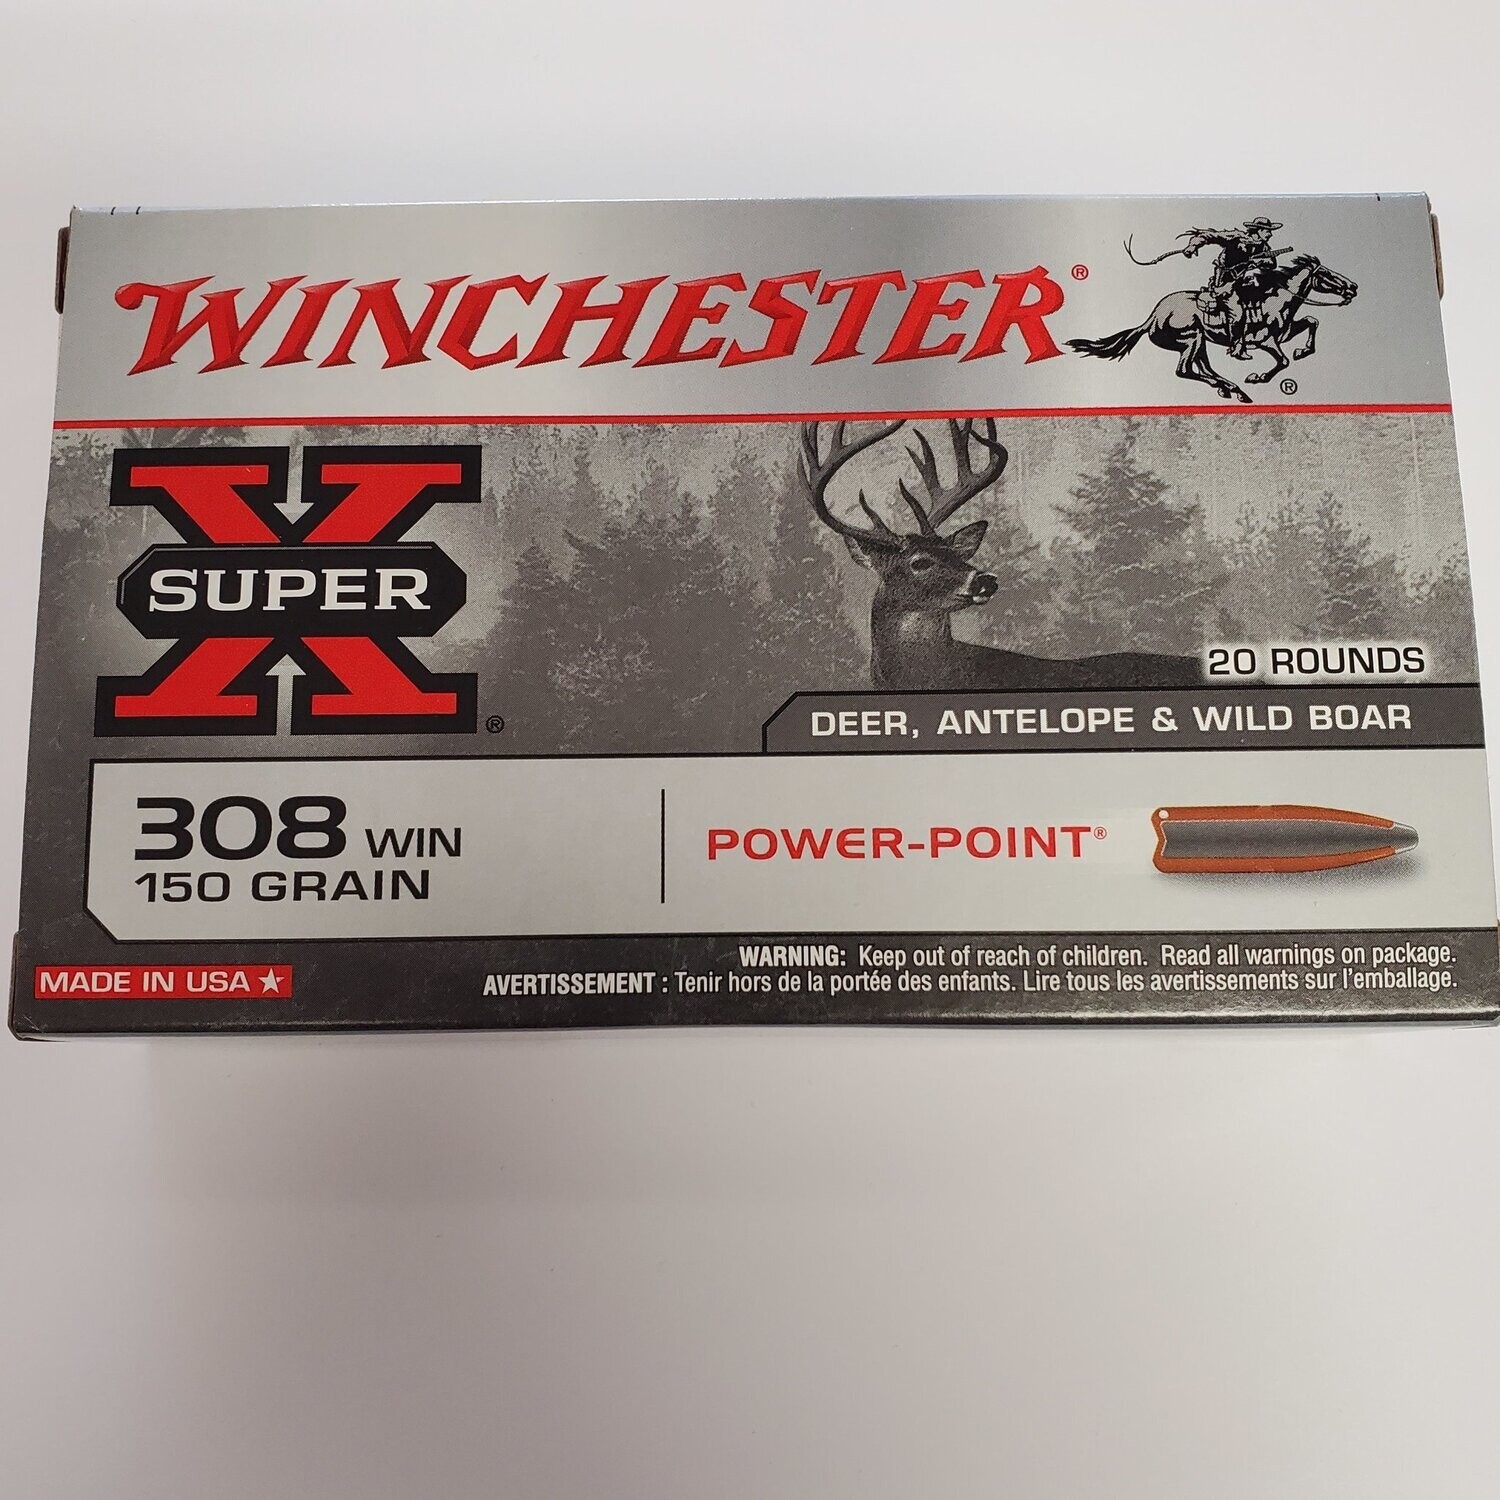 WINCHESTER®
®
X
SUPER
®
20 ROUNDS
DEER, ANTELOPE & WILD BOAR
308 WIN
150 GRAIN
POWER-POINT®
MADE IN USA
WARNING: Keep out of reach of children. Read all warnings on package.
AVERTISSEMENT : Tenir hors de la portée des enfants. Lire tous les avertissements sur l'emballage.